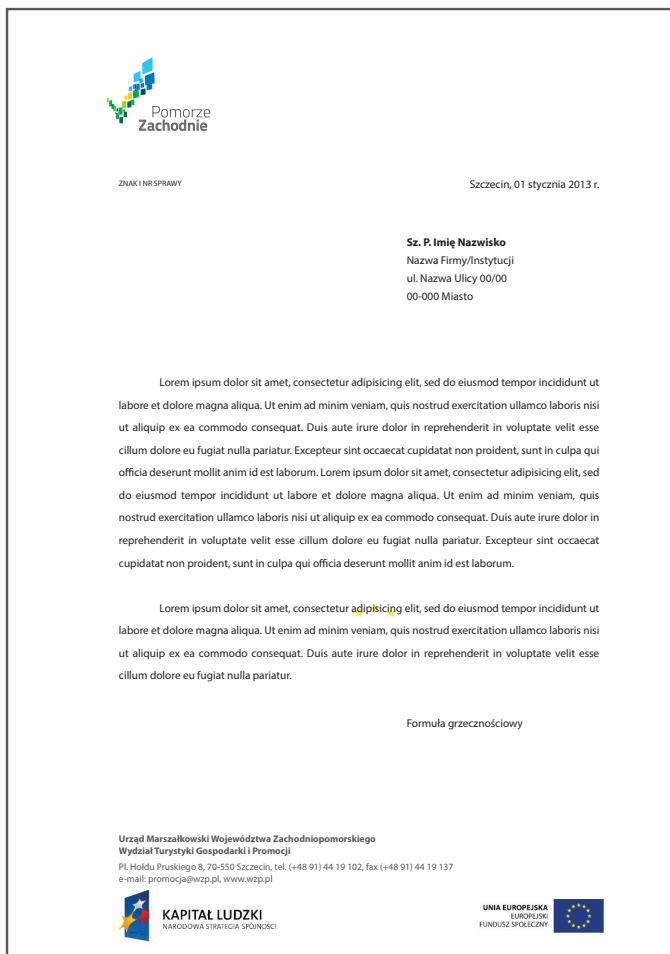 Pomorze
Zachodnie
ZNAK I NR SPRAWY
Szczecin, 01 stycznia 2013 r.
Sz. P. Imię Nazwisko
Nazwa Firmy/Instytucji
ul. Nazwa Ulicy 00/00
00-000 Miasto
Lorem ipsum dolor sit amet, consectetur adipisicing elit, sed do eiusmod tempor incididunt ut
labore et dolore magna aliqua. Ut enim ad minim veniam, quis nostrud exercitation ullamco laboris nisi
ut aliquip ex ea commodo consequat. Duis aute irure dolor in reprehenderit in voluptate velit esse
cillum dolore eu fugiat nulla pariatur. Excepteur sint occaecat cupidatat non proident, sunt in culpa qui
officia deserunt mollit anim id est laborum. Lorem ipsum dolor sit amet, consectetur adipisicing elit, sed
do eiusmod tempor incididunt ut labore et dolore magna aliqua. Ut enim ad minim veniam, quis
nostrud exercitation ullamco laboris nisi ut aliquip ex ea commodo consequat. Duis aute irure dolor in
reprehenderit in voluptate velit esse cillum dolore eu fugiat nulla pariatur. Excepteur sint occaecat
cupidatat non proident, sunt in culpa qui officia deserunt mollit anim id est laborum.
Lorem ipsum dolor sit amet, consectetur adipisicing elit, sed do eiusmod tempor incididunt ut
labore et dolore magna aliqua. Ut enim ad minim veniam, quis nostrud exercitation ullamco laboris nisi
ut aliquip ex ea commodo consequat. Duis aute irure dolor in reprehenderit in voluptate velit esse
cillum dolore eu fugiat nulla pariatur.
Formuła grzecznościowy
Urząd Marszałkowski Województwa Zachodniopomorskiego
Wydział Turystyki Gospodarki i Promocji
Pl. Hołdu Pruskiego 8, 70-550 Szczecin, tel. (+48 91) 44 19 102, fax (+48 91) 44 19 137
e-mail: promocja@wzp.pl, www.wzp.pl
KAPITAŁ LUDZKI
NARODOWA STRATEGIA SPÓJNOŚCI
UNIA EUROPEJSKA
EUROPEJSKI
FUNDUSZ SPOŁECZNY